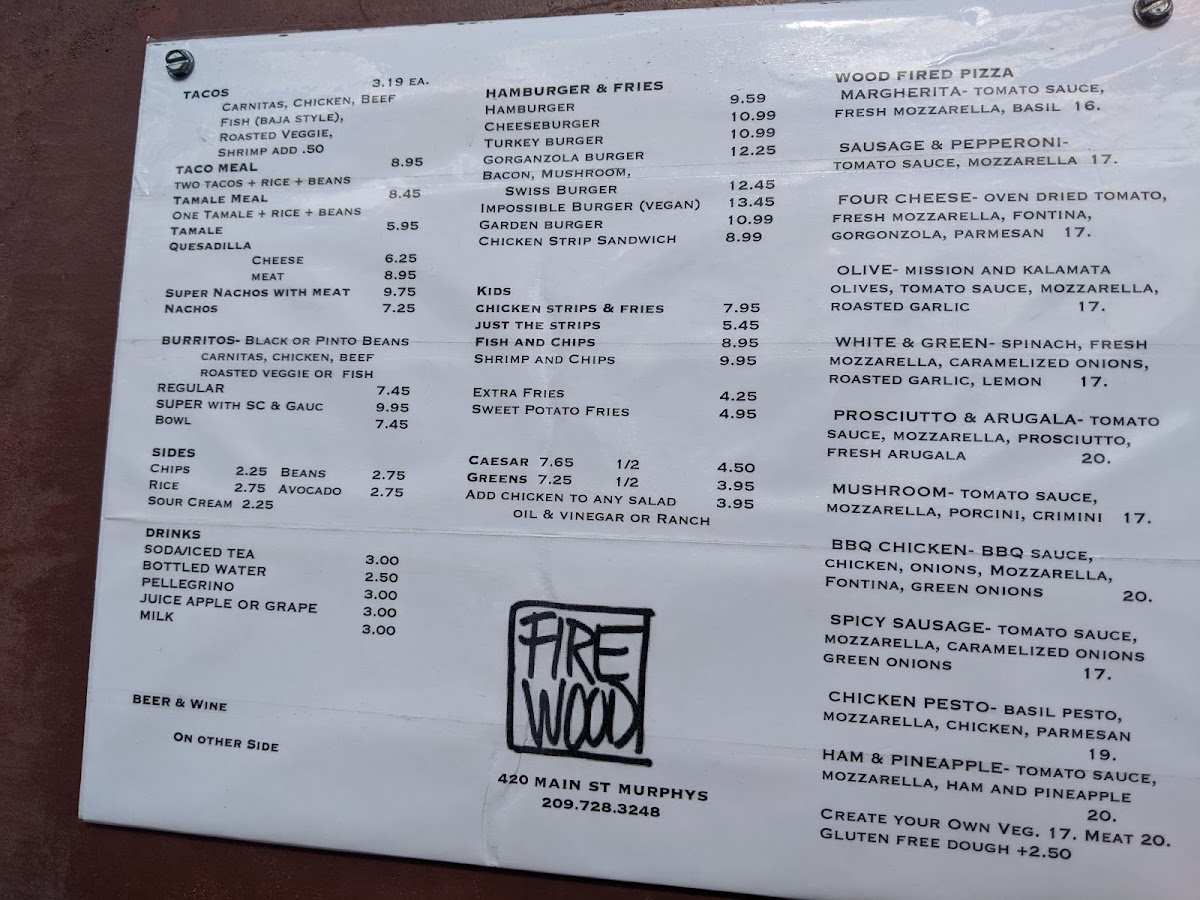 TACOS 3.19 EA.
CARNITAS, CHICKEN, BEEF
FISH (BAJA STYLE),
ROASTED VEGGIE,
SHRIMP ADD .50
TACO MEAL 8.95
TWO TACOS + RICE + BEANS
TAMALE MEAL 8.45
ONE TAMALE + RICE + BEANS
TAMALE 5.95
QUESADILLA
CHEESE 6.25
MEAT 8.95
SUPER NACHOS WITH MEAT 9.75
NACHOS 7.25
BURRITOS- BLACK OR PINTO BEANS
CARNITAS, CHICKEN, BEEF
ROASTED VEGGIE OR FISH
REGULAR 7.45
SUPER WITH SC & GAUC 9.95
BOWL 7.45
SIDES
CHIPS 2.25 BEANS 2.75
RICE 2.75 AVOCADO 2.75
SOUR CREAM 2.25
DRINKS
SODA/ICED TEA 3.00
BOTTLED WATER 2.50
PELLEGRINO 3.00
JUICE APPLE OR GRAPE 3.00
MILK 3.00
BEER & WINE
ON OTHER SIDE
HAMBURGER & FRIES
HAMBURGER 9.59
CHEESEBURGER 10.99
TURKEY BURGER 10.99
GORGANZOLA BURGER 12.25
BACON, MUSHROOM,
SWISS BURGER 12.45
IMPOSSIBLE BURGER (VEGAN) 13.45
GARDEN BURGER 10.99
CHICKEN STRIP SANDWICH 8.99
KIDS
CHICKEN STRIPS & FRIES 7.95
JUST THE STRIPS 5.45
FISH AND CHIPS 8.95
SHRIMP AND CHIPS 9.95
EXTRA FRIES 4.25
SWEET POTATO FRIES 4.95
CAESAR 7.65 1/2 4.50
GREENS 7.25 1/2 3.95
ADD CHICKEN TO ANY SALAD 3.95
OIL & VINEGAR OR RANCH
FIRE
WOOD
420 MAIN ST MURPHYS
209.728.3248
WOOD FIRED PIZZA
MARGHERITA- TOMATO SAUCE,
FRESH MOZZARELLA, BASIL 16.
SAUSAGE & PEPPERONI-
TOMATO SAUCE, MOZZARELLA 17.
FOUR CHEESE- OVEN DRIED TOMATO,
FRESH MOZZARELLA, FONTINA,
GORGONZOLA, PARMESAN 17.
OLIVE- MISSION AND KALAMATA
OLIVES, TOMATO SAUCE, MOZZARELLA,
ROASTED GARLIC 17.
WHITE & GREEN- SPINACH, FRESH
MOZZARELLA, CARAMELIZED ONIONS,
ROASTED GARLIC, LEMON 17.
PROSCIUTTO & ARUGALA- TOMATO
SAUCE, MOZZARELLA, PROSCIUTTO,
FRESH ARUGALA 20.
MUSHROOM- TOMATO SAUCE,
MOZZARELLA, PORCINI, CRIMINI 17.
BBQ CHICKEN- BBQ SAUCE,
CHICKEN, ONIONS, MOZZARELLA,
FONTINA, GREEN ONIONS 20.
SPICY SAUSAGE- TOMATO SAUCE,
MOZZARELLA, CARAMELIZED ONIONS
GREEN ONIONS 17.
CHICKEN PESTO- BASIL PESTO,
MOZZARELLA, CHICKEN, PARMESAN
19.
HAM & PINEAPPLE- TOMATO SAUCE,
MOZZARELLA, HAM AND PINEAPPLE
20.
CREATE YOUR OWN VEG. 17. MEAT 20.
GLUTEN FREE DOUGH +2.50